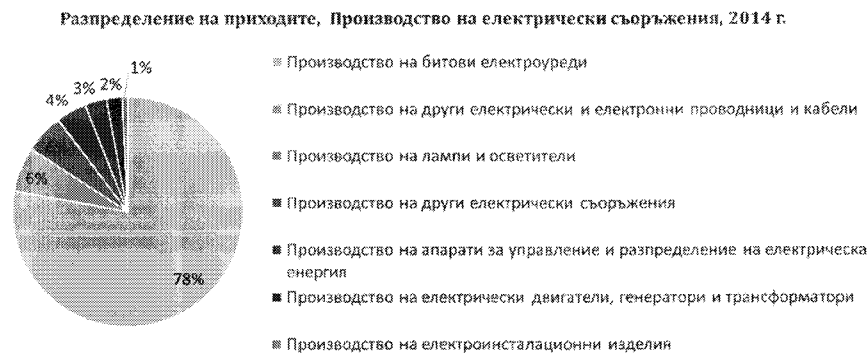 Разпределение на приходите, Производство на електрически съоръжения, 2014 г.
1%
2%
3%
4%
6%
6%
78%
Производство на битови електроуреди
Производство на други електрически и електронни проводници и кабели
Производство на лампи и осветители
Производство на други електрически съоръжения
Производство на апарати за управление и разпределение на електрическа
енергия
Производство на електрически двигатели, генератори и трансформатори
Производство на електроинсталационни изделия